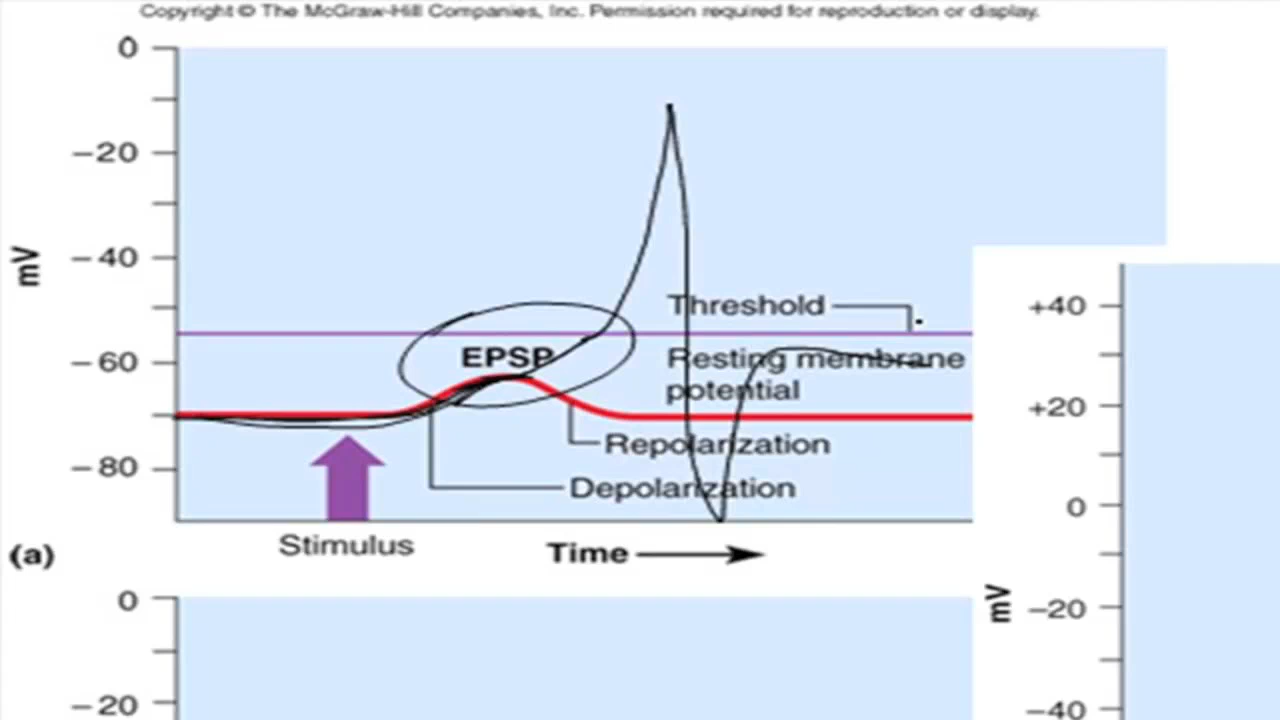 Copyright © The McGraw-Hill Companies, Inc. Permission required for reproduction or display.
0
−20
−40
−60
−80
mV
Threshold
EPSP
Resting membrane
potential
Repolarization
Depolarization
Stimulus
Time
(a)
0
−20
+40
+20
0
−20
−40
mV